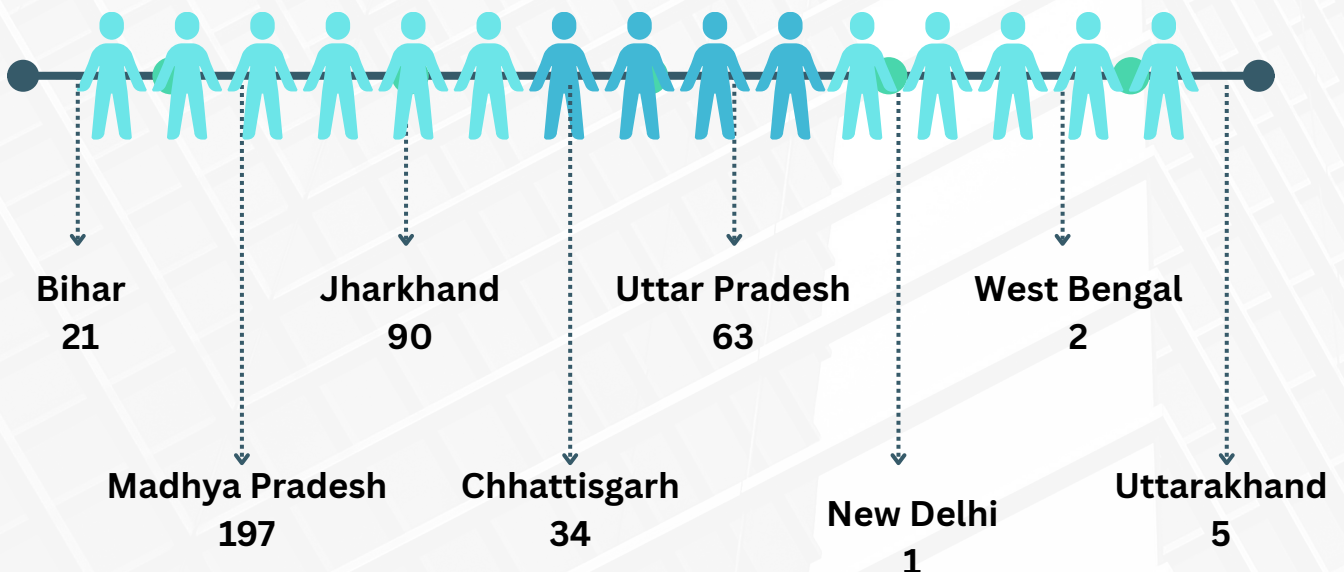 Bihar
21
Madhya Pradesh
197
Jharkhand
90
Chhattisgarh
34
Uttar Pradesh
63
New Delhi
1
West Bengal
2
Uttarakhand
5